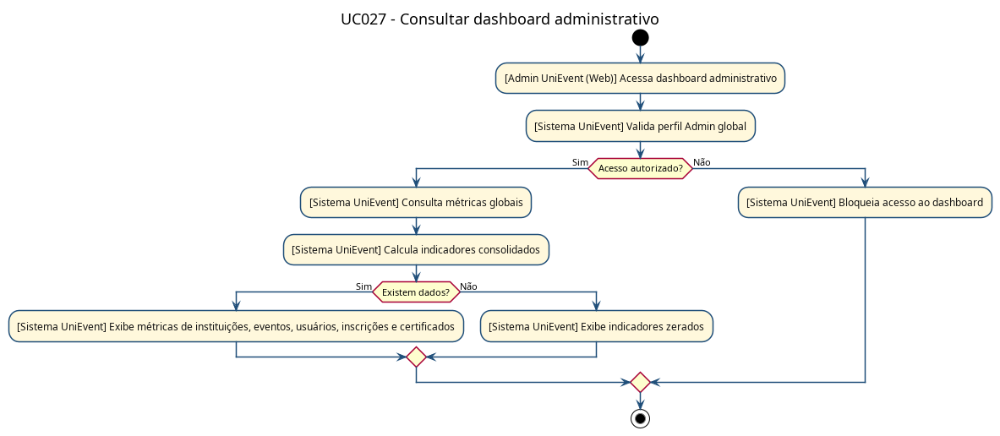 UC027 - Consultar dashboard administrativo
[Admin UniEvent (Web)] Acessa dashboard administrativo
[Sistema UniEvent] Valida perfil Admin global
Sim
Acesso autorizado?
Não
[Sistema UniEvent] Consulta métricas globais
[Sistema UniEvent] Bloqueia acesso ao dashboard
[Sistema UniEvent] Calcula indicadores consolidados
Sim
Existem dados?
Não
[Sistema UniEvent] Exibe métricas de instituições, eventos, usuários, inscrições e certificados
[Sistema UniEvent] Exibe indicadores zerados